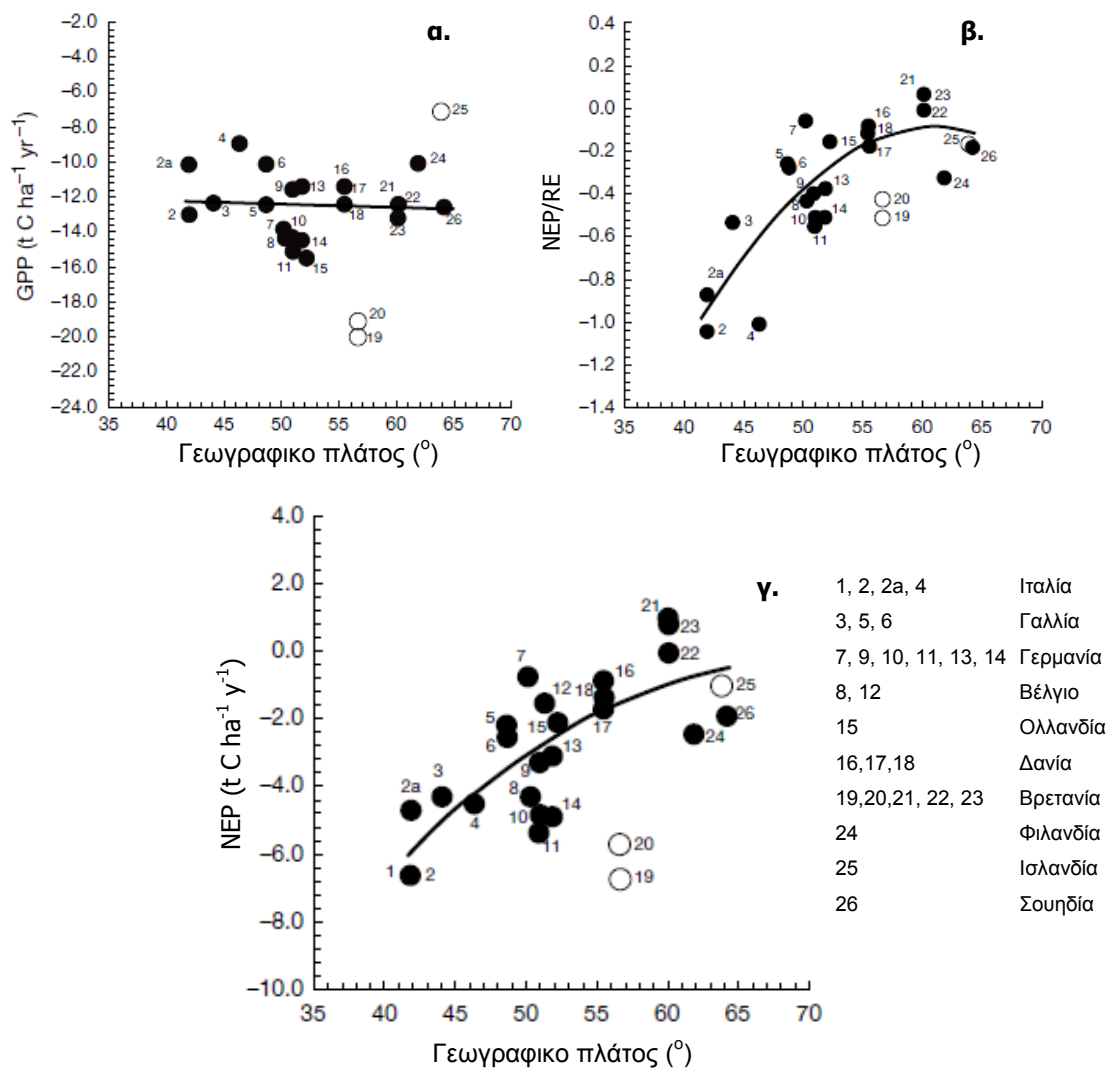 α.
GPP (t C ha⁻¹ yr⁻¹)
−2.0
−4.0
−6.0
−8.0
−10.0
−12.0
−14.0
−16.0
−18.0
−20.0
−22.0
−24.0
35 40 45 50 55 60 65 70
Γεωγραφικο πλάτος (º)
2a 4 6 9 13 16 17 21 22 24 25
2 3 5 7 10 8 14 11 15 18 23 26
20
19
β.
NEP/RE
0.4
0.2
0.0
−0.2
−0.4
−0.6
−0.8
−1.0
−1.2
−1.4
35 40 45 50 55 60 65 70
Γεωγραφικο πλάτος (º)
21
23
22
7 16
18
15 17
5
6
25
26
24
9 13
8
20
19
10 14
11
3
2a
2
4
γ.
NEP (t C ha⁻¹ y⁻¹)
4.0
2.0
0.0
−2.0
−4.0
−6.0
−8.0
−10.0
35 40 45 50 55 60 65 70
Γεωγραφικο πλάτος (º)
21
23
22
7 16
12 18
5 15 17
6
25
26
24
13
9
2a 3
4
8
10 14
11
20
19
1 2
1, 2, 2a, 4 Ιταλία
3, 5, 6 Γαλλία
7, 9, 10, 11, 13, 14 Γερμανία
8, 12 Βέλγιο
15 Ολλανδία
16,17,18 Δανία
19,20,21, 22, 23 Βρετανία
24 Φιλανδία
25 Ισλανδία
26 Σουηδία